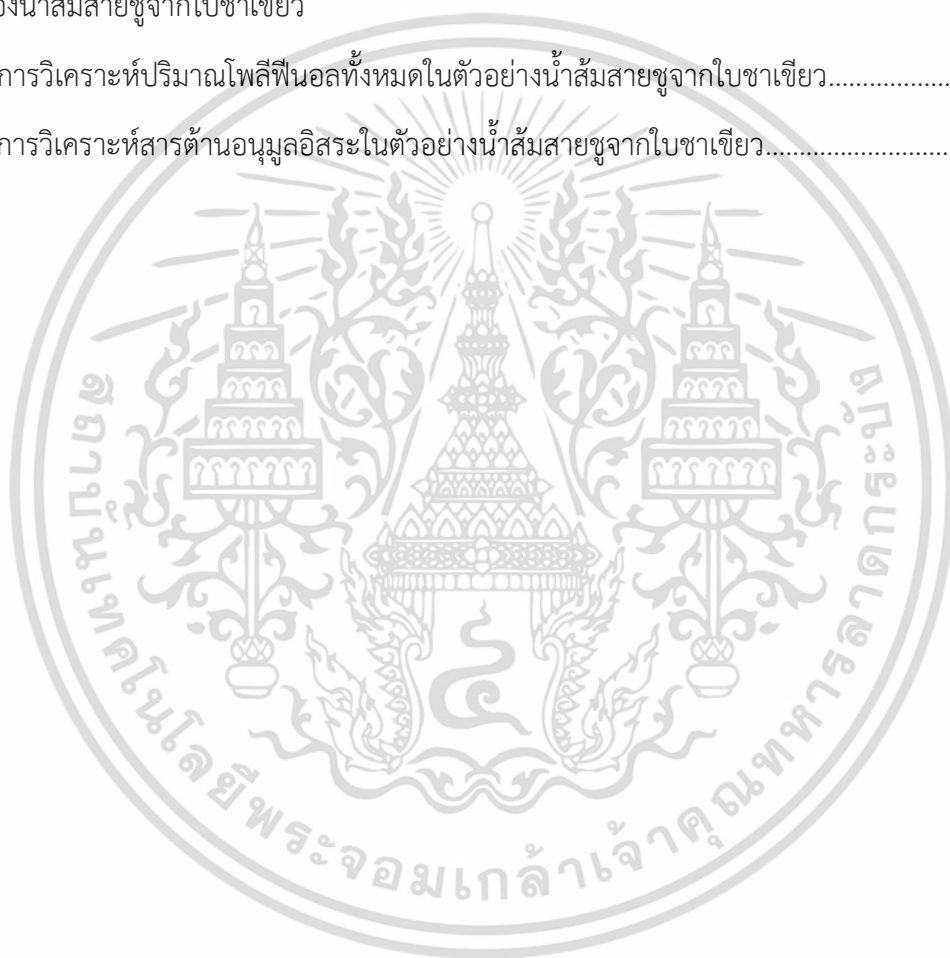 องน้ำส้มสายชูจากใบชาเขียว
การวิเคราะห์ปริมาณโพลีฟีนอลทั้งหมดในตัวอย่างน้ำส้มสายชูจากใบชาเขียว...................
การวิเคราะห์สารต้านอนุมูลอิสระในตัวอย่างน้ำส้มสายชูจากใบชาเขียว............................
๔
สถาบันเทคโนโลยีพระจอมเกล้าเจ้าคุณทหารลาดกระบัง